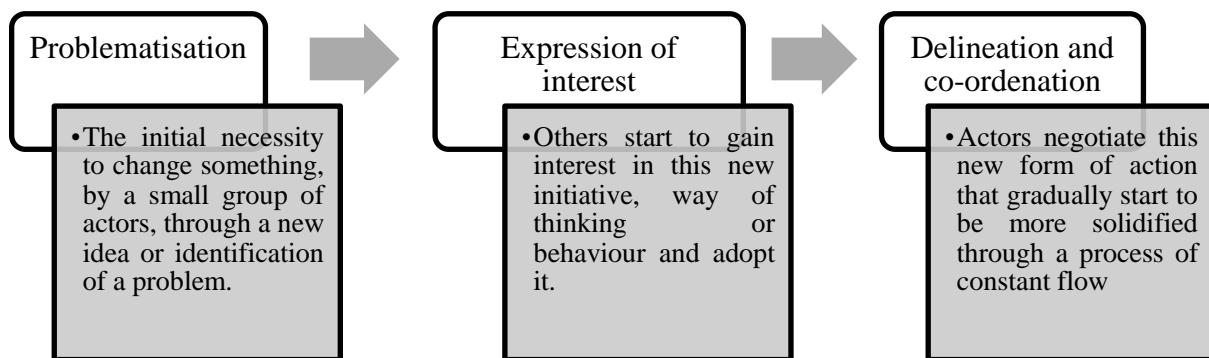 Problematisation
•The initial necessity
to change something,
by a small group of
actors, through a new
idea or identification
of a problem.
Expression of
interest
•Others start to gain
interest in this new
initiative, way of
thinking or
behaviour and adopt
it.
Delineation and
co-ordenation
•Actors negotiate this
new form of action
that gradually start to
be more solidified
through a process of
constant flow